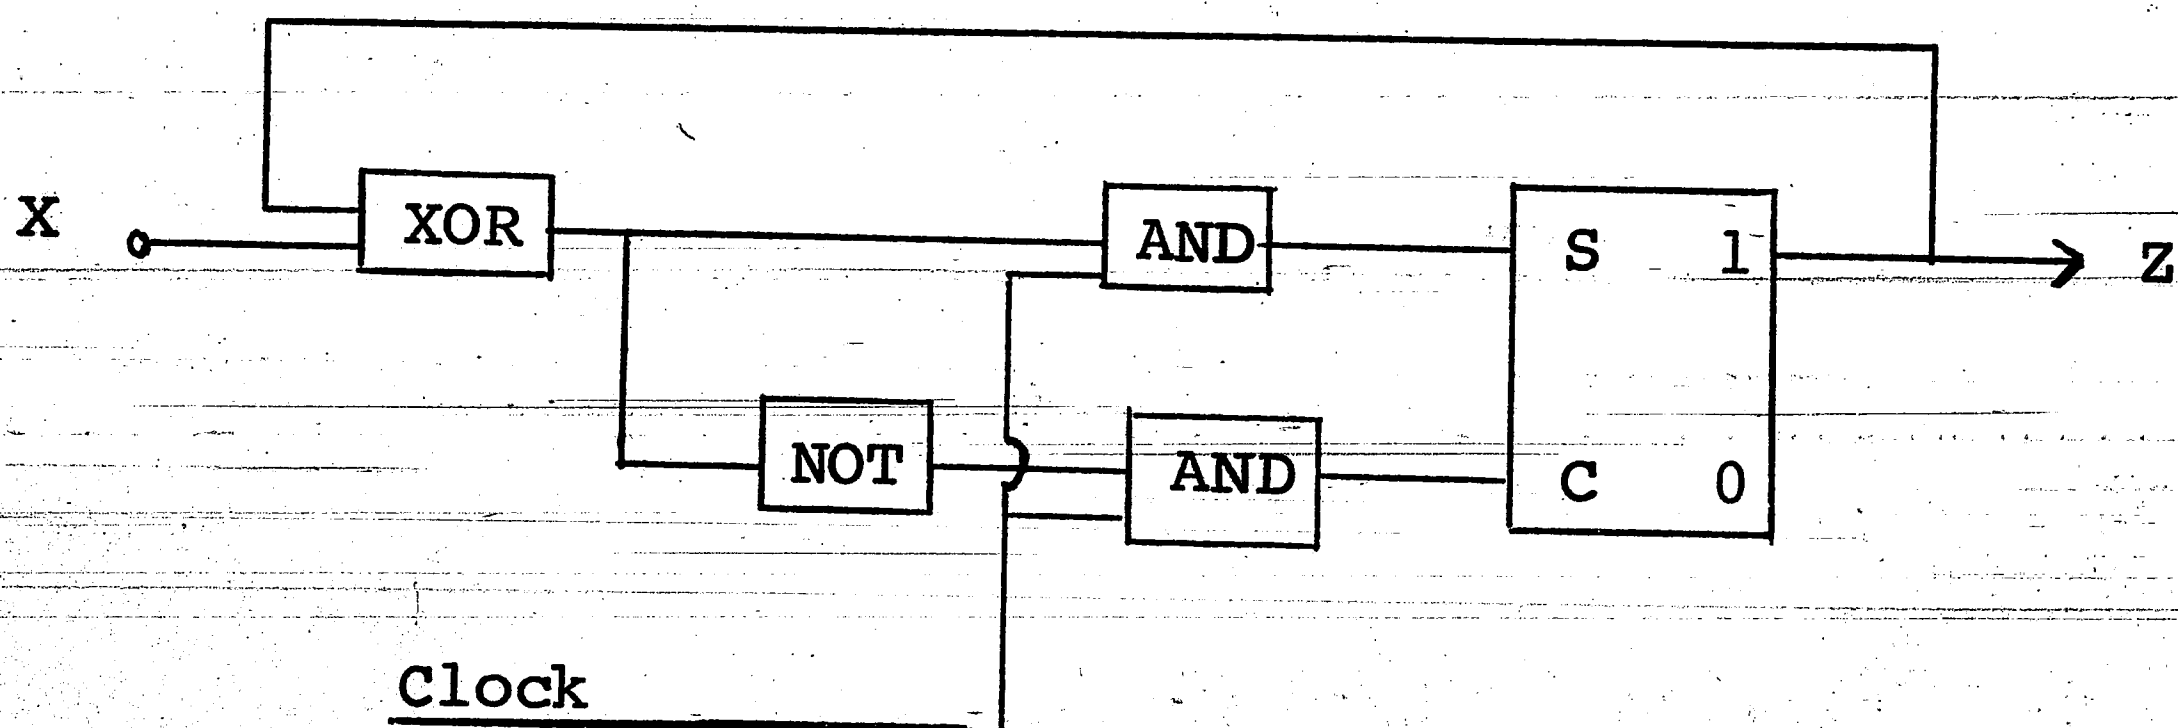 X
XOR
AND
S 1
Z
NOT
AND
C 0
Clock